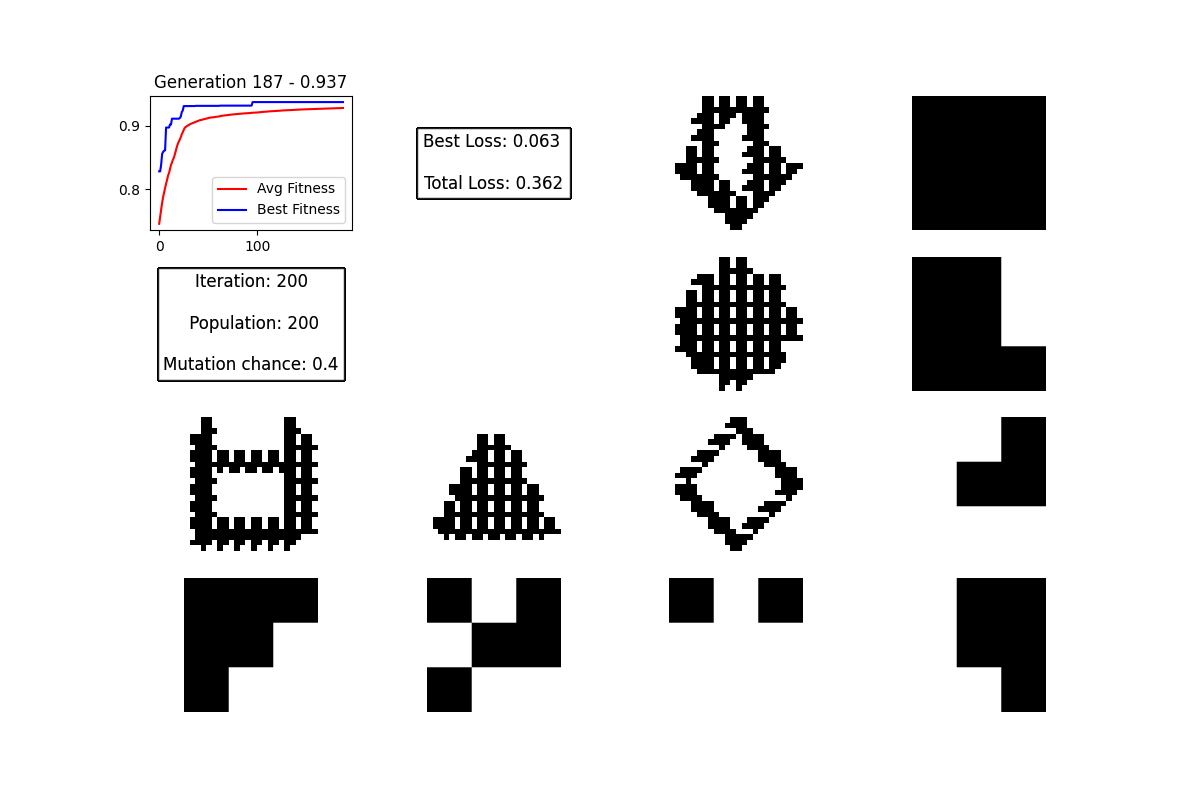 Generation 187 - 0.937
0.9
0.8
Avg Fitness
Best Fitness
0
100
Best Loss: 0.063
Total Loss: 0.362
Iteration: 200
Population: 200
Mutation chance: 0.4